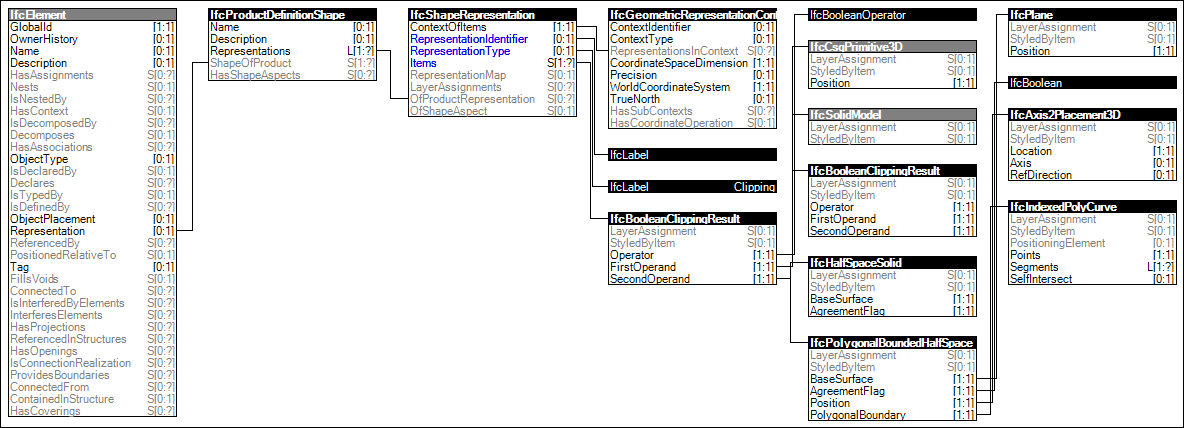 IfcElement
GlobalId [1:1]
OwnerHistory [0:1]
Name [0:1]
Description [0:1]
HasAssignments S[0:?]
Nests S[0:1]
IsNestedBy S[0:?]
HasContext S[0:1]
IsDecomposedBy S[0:?]
Decomposes S[0:1]
HasAssociations S[0:?]
ObjectType [0:1]
IsDeclaredBy S[0:1]
Declares S[0:?]
IsTypedBy S[0:1]
IsDefinedBy S[0:?]
ObjectPlacement [0:1]
Representation [0:1]
ReferencedBy S[0:?]
PositionedRelativeTo S[0:1]
Tag [0:1]
FillsVoids S[0:1]
ConnectedTo S[0:?]
IsInterferedByElements S[0:?]
InterferesElements S[0:?]
HasProjections S[0:?]
ReferencedInStructures S[0:?]
HasOpenings S[0:?]
IsConnectionRealization S[0:?]
ProvidesBoundaries S[0:?]
ConnectedFrom S[0:?]
ContainedInStructure S[0:1]
HasCoverings S[0:?]
IfcProductDefinitionShape
Name [0:1]
Description [0:1]
Representations L[1:?]
ShapeOfProduct S[1:?]
HasShapeAspects S[0:?]
IfcShapeRepresentation
ContextOfItems [1:1]
RepresentationIdentifier [0:1]
RepresentationType [0:1]
Items S[1:?]
RepresentationMap S[0:1]
LayerAssignments S[0:?]
OfProductRepresentation S[0:?]
OfShapeAspect S[0:1]
IfcGeometricRepresentationCont
ContextIdentifier [0:1]
ContextType [0:1]
RepresentationsInContext S[0:?]
CoordinateSpaceDimension [1:1]
Precision [0:1]
WorldCoordinateSystem [1:1]
TrueNorth [0:1]
HasSubContexts S[0:?]
HasCoordinateOperation S[0:1]
IfcLabel
IfcLabel Clipping
IfcBooleanClippingResult
LayerAssignment S[0:1]
StyledByItem S[0:1]
Operator [1:1]
FirstOperand [1:1]
SecondOperand [1:1]
IfcBooleanOperator
IfcCsgPrimitive3D
LayerAssignment S[0:1]
StyledByItem S[0:1]
Position [1:1]
IfcSolidModel
LayerAssignment S[0:1]
StyledByItem S[0:1]
IfcBooleanClippingResult
LayerAssignment S[0:1]
StyledByItem S[0:1]
Operator [1:1]
FirstOperand [1:1]
SecondOperand [1:1]
IfcHalfSpaceSolid
LayerAssignment S[0:1]
StyledByItem S[0:1]
BaseSurface [1:1]
AgreementFlag [1:1]
IfcPolygonalBoundedHalfSpace
LayerAssignment S[0:1]
StyledByItem S[0:1]
BaseSurface [1:1]
AgreementFlag [1:1]
Position [1:1]
PolygonalBoundary [1:1]
IfcPlane
LayerAssignment S[0:1]
StyledByItem S[0:1]
Position [1:1]
IfcBoolean
IfcAxis2Placement3D
LayerAssignment S[0:1]
StyledByItem S[0:1]
Location [1:1]
Axis [0:1]
RefDirection [0:1]
IfcIndexedPolyCurve
LayerAssignment S[0:1]
StyledByItem S[0:1]
PositioningElement S[0:1]
Points [1:1]
Segments L[1:?]
SelfIntersect [0:1]